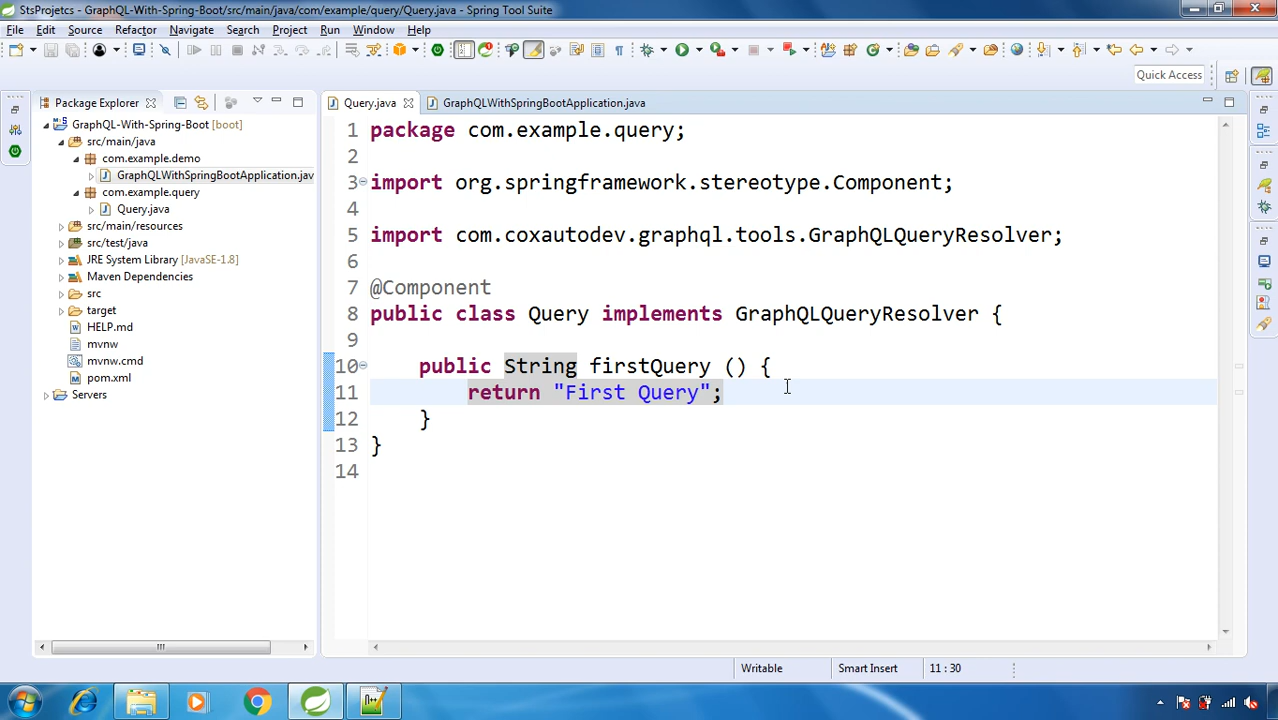 StsProjetcs - GraphQL-With-Spring-Boot/src/main/java/com/example/query/Query.java - Spring Tool Suite
File Edit Source Refactor Navigate Search Project Run Window Help
Quick Access
Package Explorer
Query.java
GraphQLWithSpringBootApplication.java
GraphQL-With-Spring-Boot [boot]
src/main/java
com.example.demo
GraphQLWithSpringBootApplication.jav
com.example.query
Query.java
src/main/resources
src/test/java
JRE System Library [JavaSE-1.8]
Maven Dependencies
src
target
HELP.md
mvnw
mvnw.cmd
pom.xml
Servers
1 package com.example.query;
2
3 import org.springframework.stereotype.Component;
4
5 import com.coxautodev.graphql.tools.GraphQLQueryResolver;
6
7 @Component
8 public class Query implements GraphQLQueryResolver {
9
10 public String firstQuery () {
11 return "First Query";
12 }
13 }
14
Writable Smart Insert 11 : 30